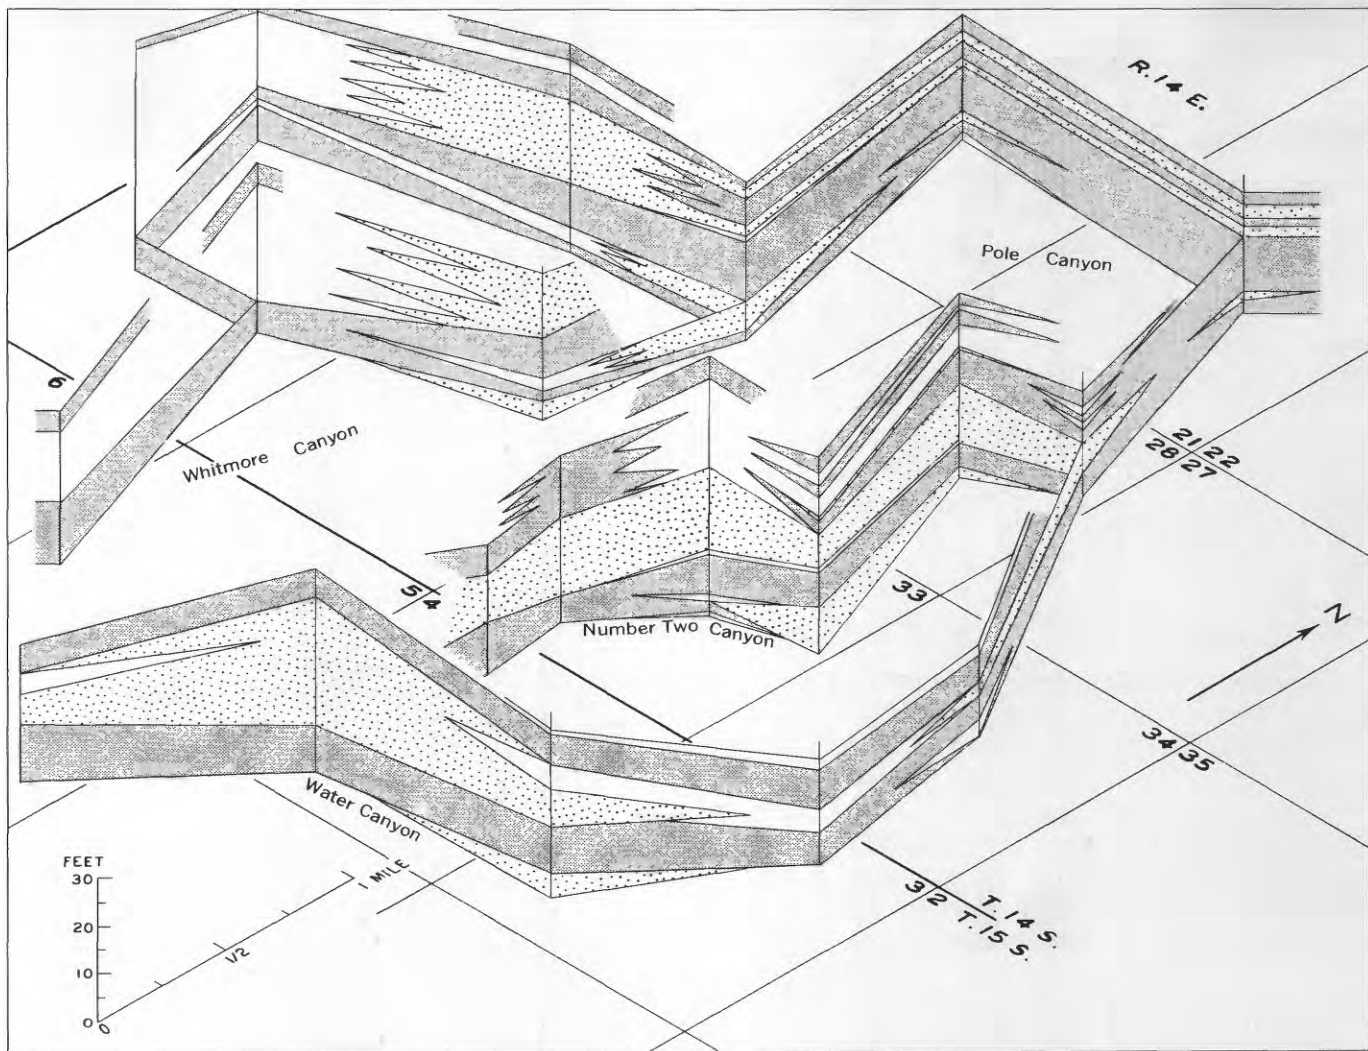 R. 14 E.
Pole Canyon
6
Whitmore Canyon
21 22
28 27
5 4
33
Number Two Canyon
N
34 35
Water Canyon
FEET
30
20
10
0
0
1/2
1 MILE
3 2
T. 14 S.
T. 15 S.